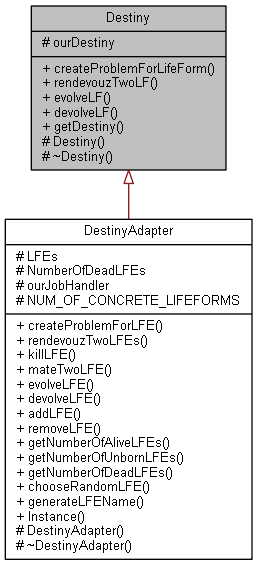 Destiny
# ourDestiny
+ createProblemForLifeForm()
+ rendevouzTwoLF()
+ evolveLF()
+ devolveLF()
+ getDestiny()
# Destiny()
# ~Destiny()
DestinyAdapter
# LFEs
# NumberOfDeadLFEs
# ourJobHandler
# NUM_OF_CONCRETE_LIFEFORMS
+ createProblemForLFE()
+ rendevouzTwoLFEs()
+ killLFE()
+ mateTwoLFE()
+ evolveLFE()
+ devolveLFE()
+ addLFE()
+ removeLFE()
+ getNumberOfAliveLFEs()
+ getNumberOfUnbornLFEs()
+ getNumberOfDeadLFEs()
+ chooseRandomLFE()
+ generateLFEName()
+ Instance()
# DestinyAdapter()
# ~DestinyAdapter()